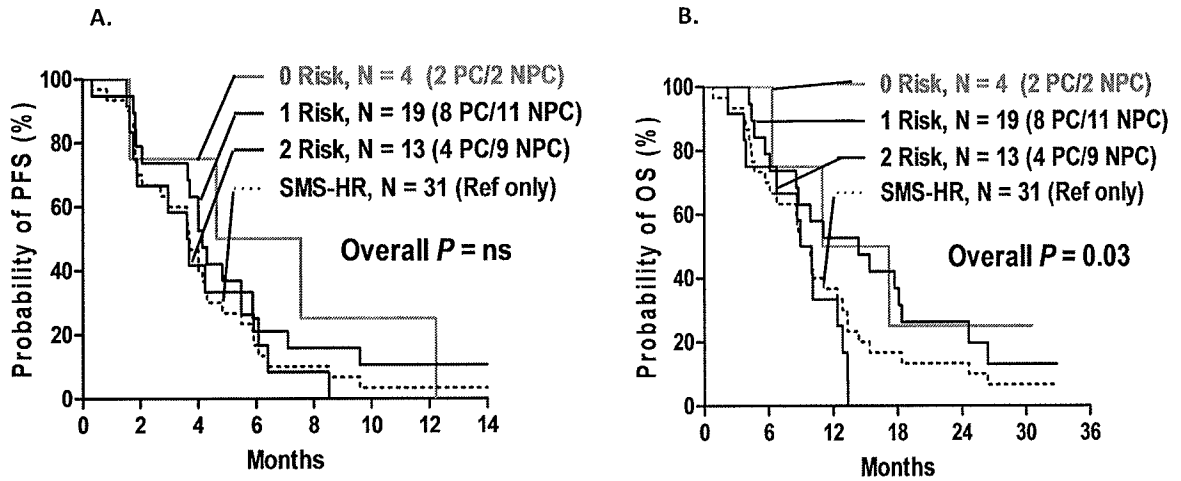 A.
Probability of PFS (%)
100
80
60
40
20
0
0 Risk, N = 4 (2 PC/2 NPC)
1 Risk, N = 19 (8 PC/11 NPC)
2 Risk, N = 13 (4 PC/9 NPC)
SMS-HR, N = 31 (Ref only)
Overall P = ns
0 2 4 6 8 10 12 14
Months
B.
Probability of OS (%)
100
80
60
40
20
0
0 Risk, N = 4 (2 PC/2 NPC)
1 Risk, N = 19 (8 PC/11 NPC)
2 Risk, N = 13 (4 PC/9 NPC)
SMS-HR, N = 31 (Ref only)
Overall P = 0.03
0 6 12 18 24 30 36
Months